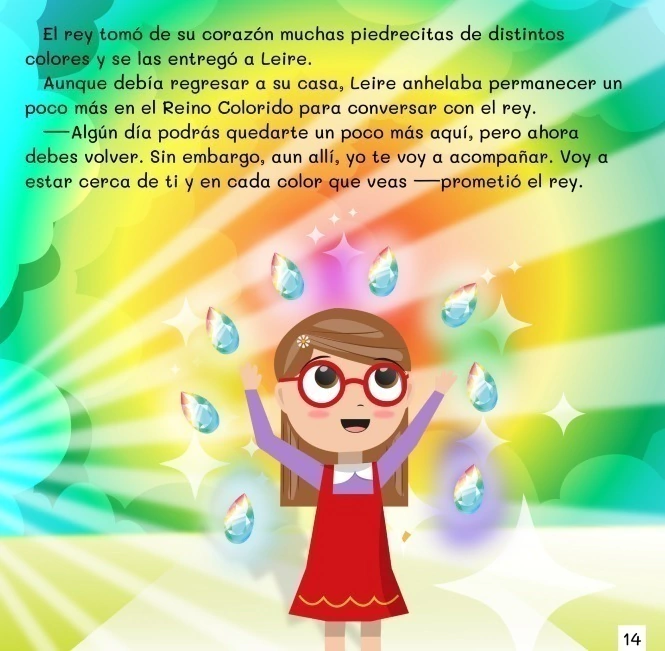 El rey tomó de su corazón muchas piedrecitas de distintos
colores y se las entregó a Leire.
Aunque debía regresar a su casa, Leire anhelaba permanecer un
poco más en el Reino Colorido para conversar con el rey.
—Algún día podrás quedarte un poco más aquí, pero ahora
debes volver. Sin embargo, aun allí, yo te voy a acompañar. Voy a
estar cerca de ti y en cada color que veas —prometió el rey.
14